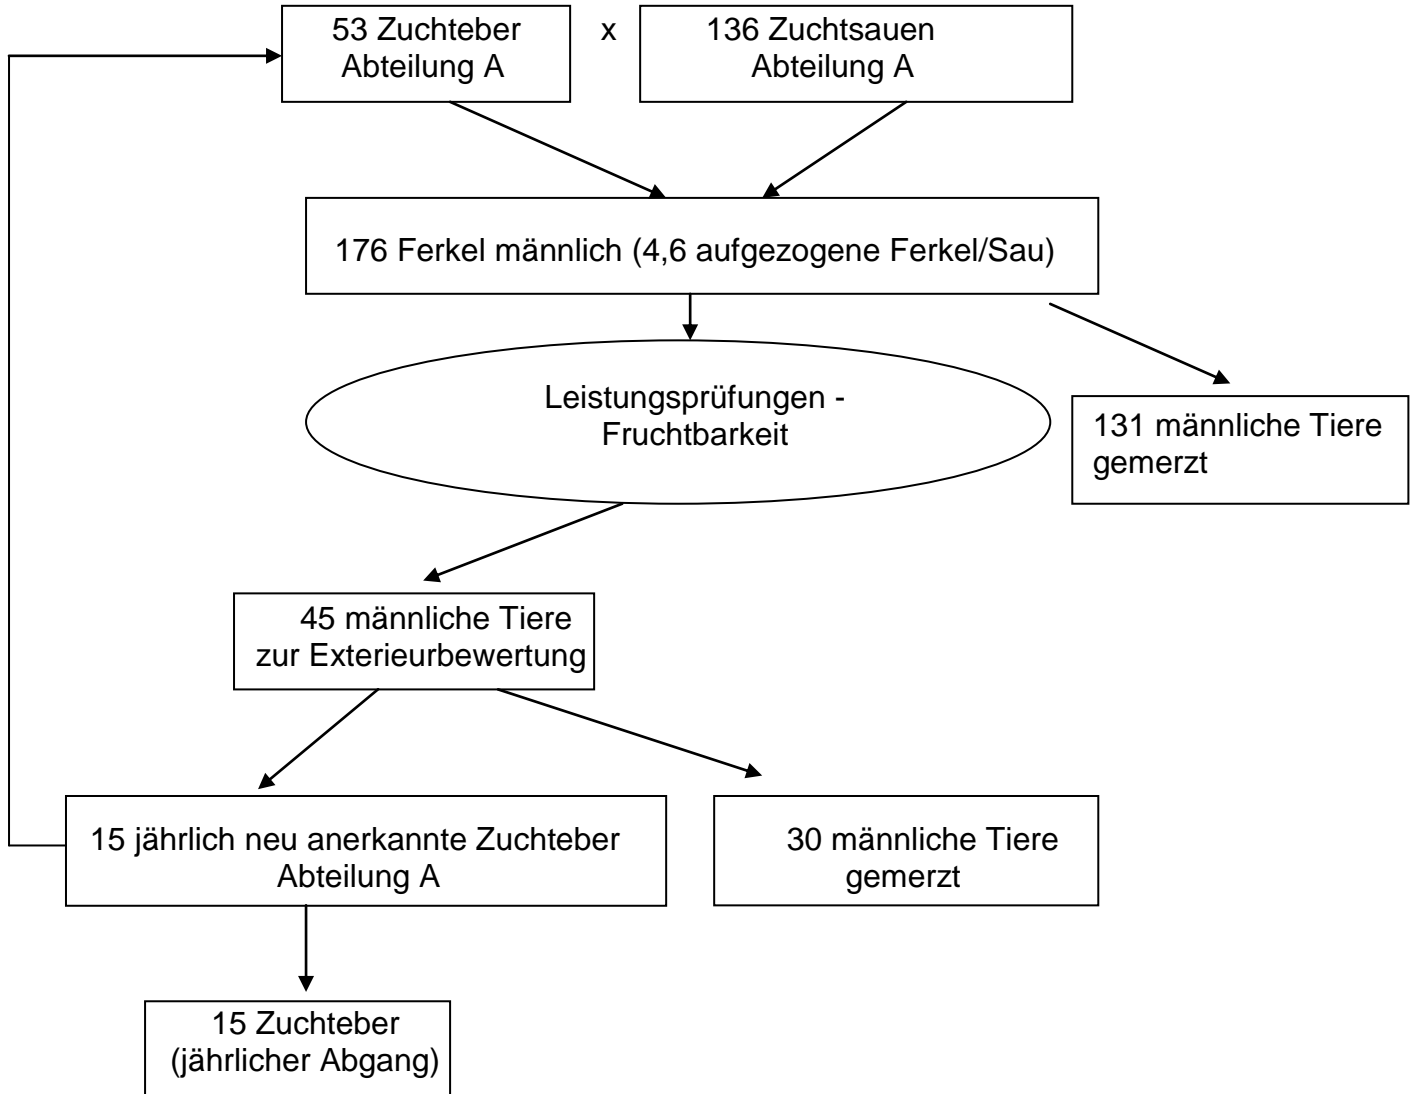 53 Zuchteber
Abteilung A
x
136 Zuchtsauen
Abteilung A
176 Ferkel männlich (4,6 aufgezogene Ferkel/Sau)
Leistungsprüfungen -
Fruchtbarkeit
131 männliche Tiere
gemerzt
45 männliche Tiere
zur Exterieurbewertung
15 jährlich neu anerkannte Zuchteber
Abteilung A
30 männliche Tiere
gemerzt
15 Zuchteber
(jährlicher Abgang)